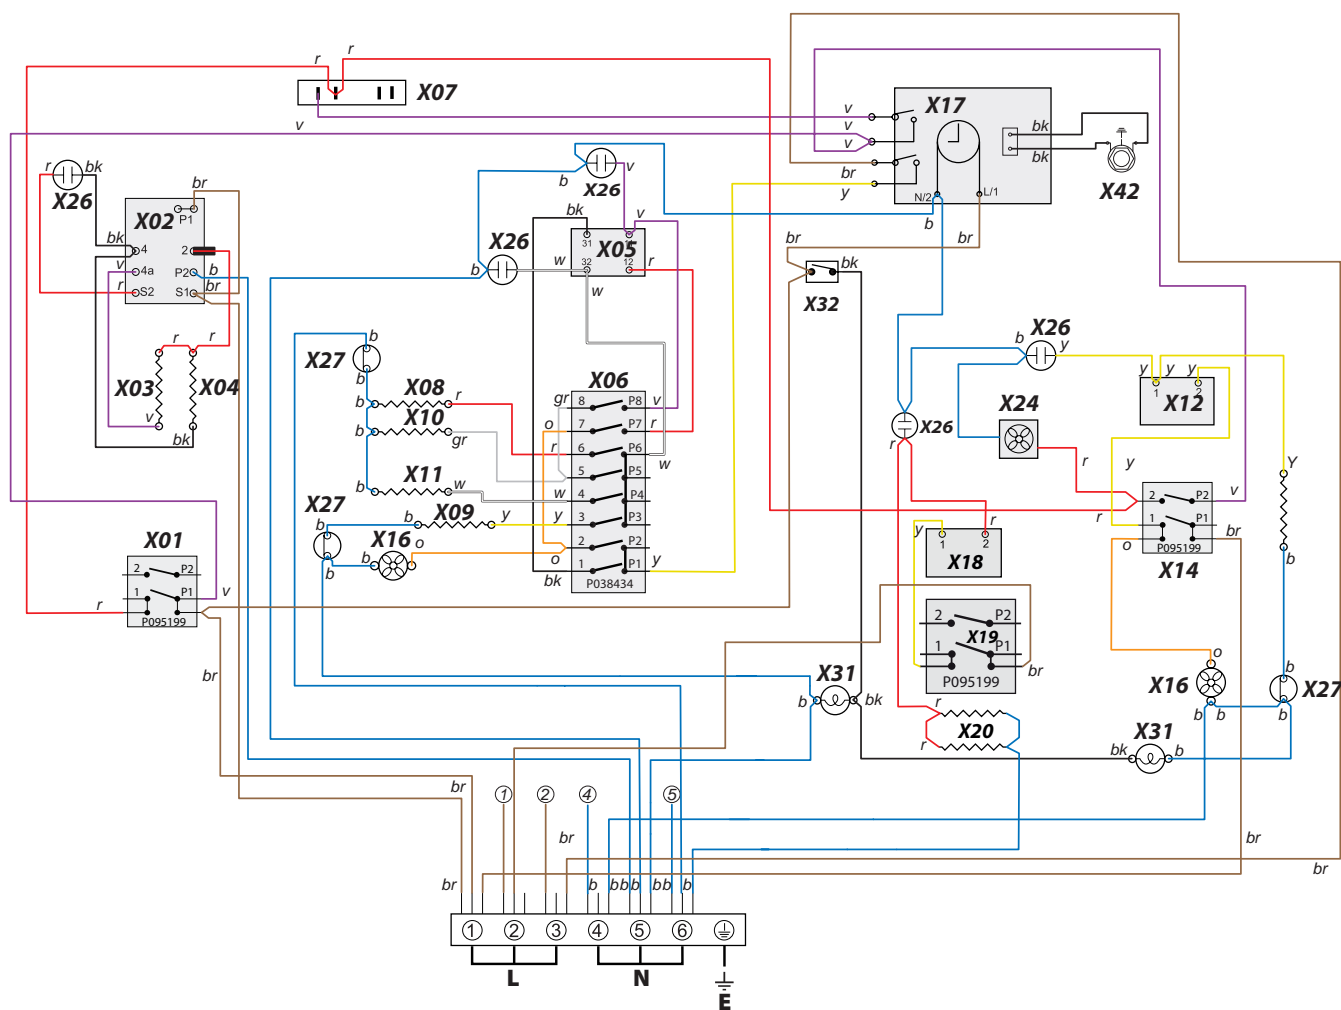 r
r
X07
v
v
v
v
br
y
X17
N/2
L/1
bk
bk
X42
r
bk
X26
br
X02
P1
bk
4
2
v
4a
P2
b
r
S2
S1
br
r
r
X03
X04
v
bk
b
X26
v
bk
v
X26
X05
31
11
32
12
b
w
r
w
b
br
br
bk
X32
b
X27
b
X06
b
X08
r
b
X10
gr
b
X11
w
X09
b
y
X27
b
X16
o
b
b
gr
8
P8
v
o
7
P7
r
r
6
P6
w
5
P5
w
4
P4
y
3
P3
2
P2
o
1
P1
y
bk
P038434
X01
2
P2
1
P1
v
r
P095199
br
b
X26
y
y
y
y
1
2
X12
X24
X26
r
r
y
Y
v
2
P2
r
1
P1
br
o
P095199
X14
b
y
1
2
r
X18
2
P2
X19
1
P1
P095199
br
X31
b
bk
r
X20
r
o
X16
b
b
b
X27
b
X31
bk
b
br
1
2
4
5
br
br
br
br
b
bb
b
bb
b
1
2
3
4
5
6
L
N
E